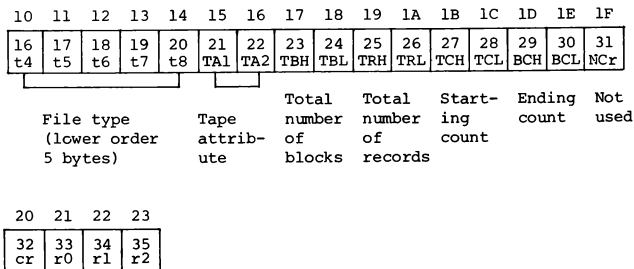 10 11 12 13 14 15 16 17 18 19 1A 1B 1C 1D 1E 1F
16 17 18 19 20 21 22 23 24 25 26 27 28 29 30 31
t4 t5 t6 t7 t8 TA1 TA2 TBH TBL TRH TRL TCH TCL BCH BCL NCr
Total Total Start- Ending Not
File type Tape number number ing count used
(lower order attrib- of of count
5 bytes) ute blocks records
20 21 22 23
32 33 34 35
cr r0 r1 r2